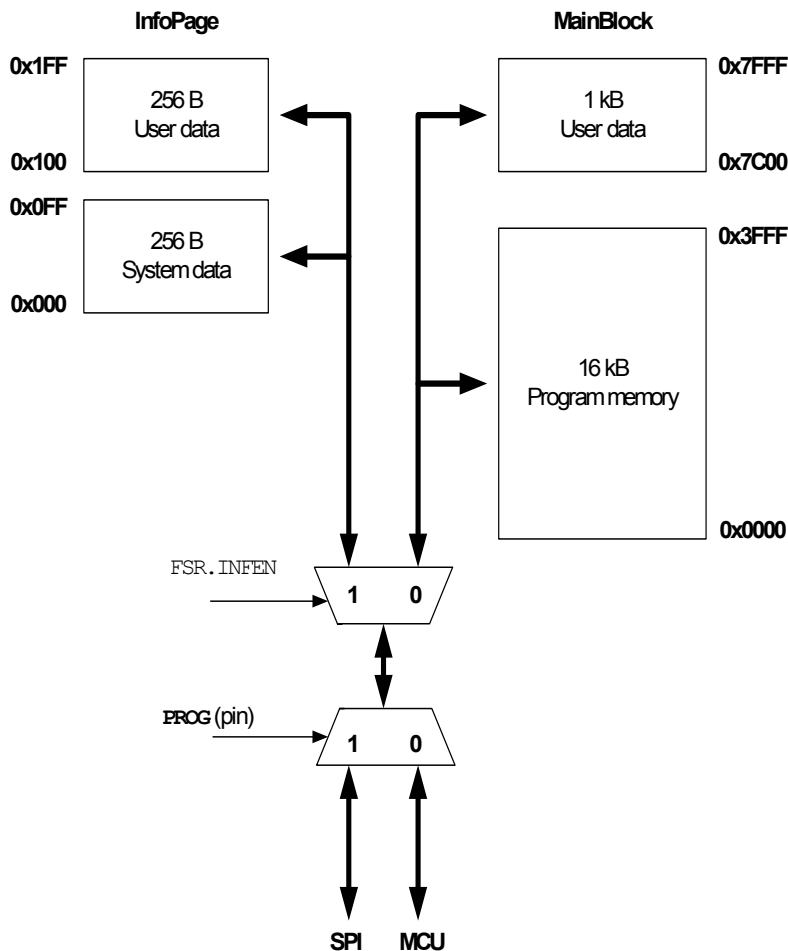 InfoPage
MainBlock
0x1FF
256 B
User data
0x100
0x0FF
256 B
System data
0x000
0x7FFF
1 kB
User data
0x7C00
0x3FFF
16 kB
Program memory
0x0000
FSR.INFEN
1 0
PROG (pin)
1 0
SPI MCU